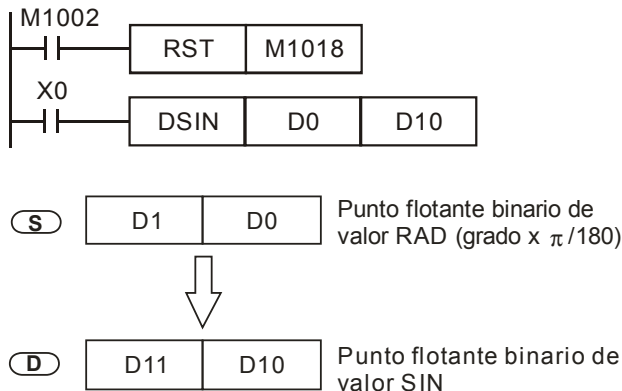 M1002
RST M1018
X0
DSIN D0 D10
S D1 D0 Punto flotante binario de
valor RAD (grado x π/180)
D D11 D10 Punto flotante binario de
valor SIN